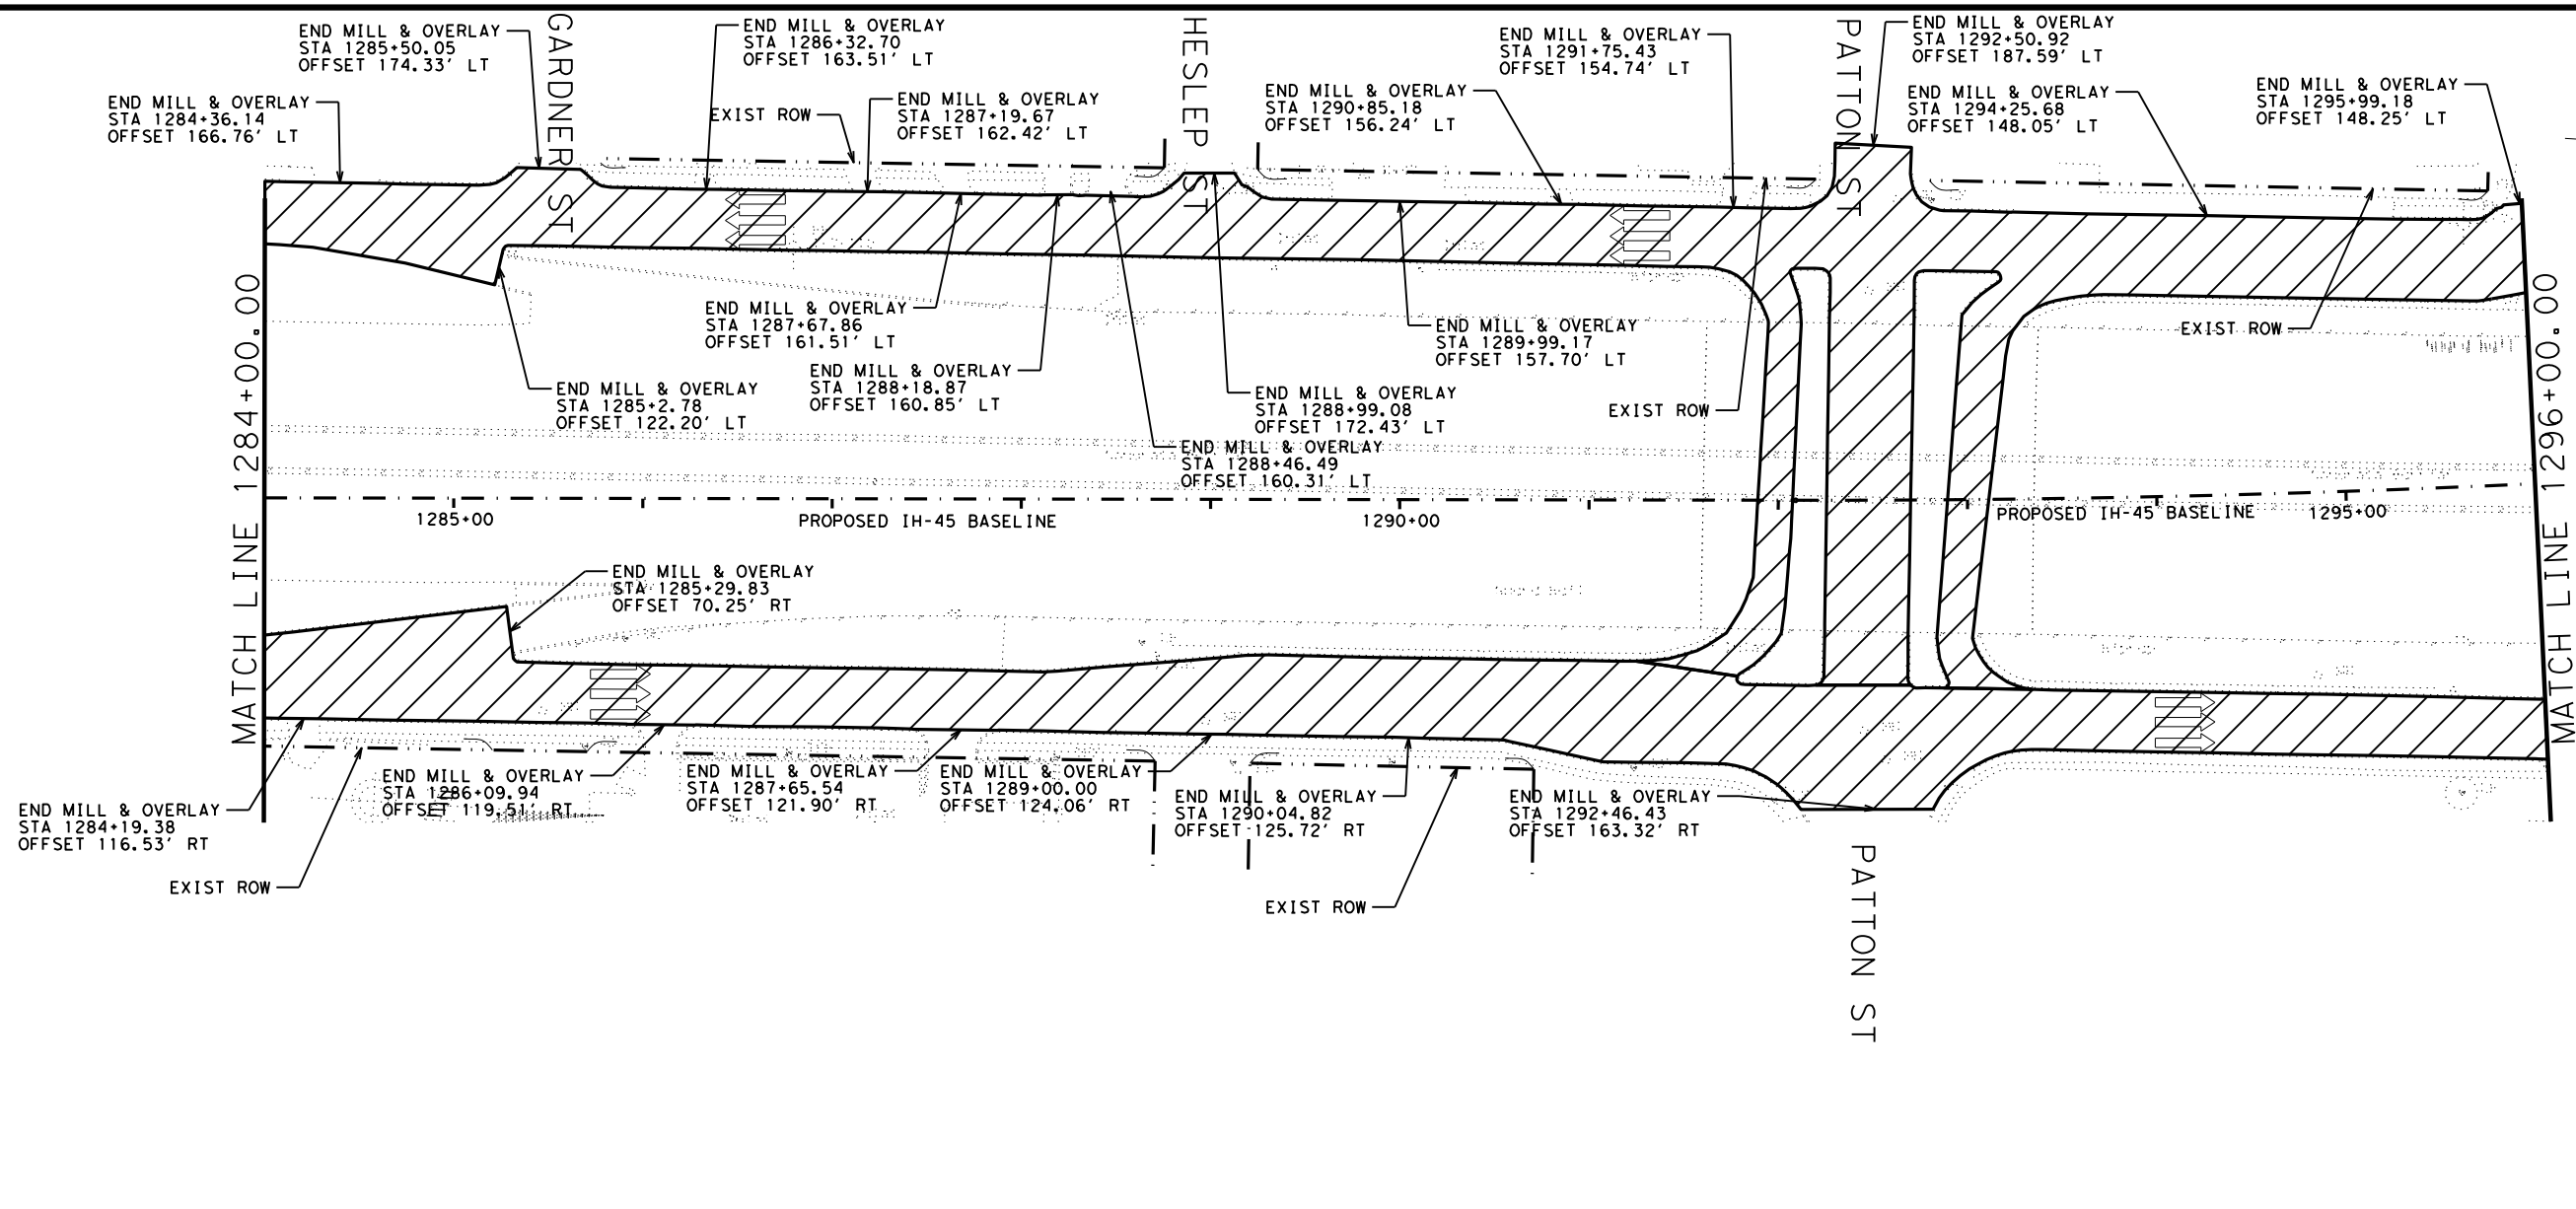 END MILL & OVERLAY
STA 1285+50.05
OFFSET 174.33' LT
GARDNER ST
END MILL & OVERLAY
STA 1286+32.70
OFFSET 163.51' LT
HESLEP ST
END MILL & OVERLAY
STA 1291+75.43
OFFSET 154.74' LT
PATTON ST
END MILL & OVERLAY
STA 1292+50.92
OFFSET 187.59' LT
END MILL & OVERLAY
STA 1284+36.14
OFFSET 166.76' LT
EXIST ROW
END MILL & OVERLAY
STA 1287+19.67
OFFSET 162.42' LT
END MILL & OVERLAY
STA 1290+85.18
OFFSET 156.24' LT
END MILL & OVERLAY
STA 1294+25.68
OFFSET 148.05' LT
END MILL & OVERLAY
STA 1295+99.18
OFFSET 148.25' LT
MATCH LINE 1284+00.00
END MILL & OVERLAY
STA 1287+67.86
OFFSET 161.51' LT
END MILL & OVERLAY
STA 1289+99.17
OFFSET 157.70' LT
EXIST ROW
END MILL & OVERLAY
STA 1285+2.78
OFFSET 122.20' LT
END MILL & OVERLAY
STA 1288+18.87
OFFSET 160.85' LT
END MILL & OVERLAY
STA 1288+99.08
OFFSET 172.43' LT
EXIST ROW
END MILL & OVERLAY
STA 1288+46.49
OFFSET 160.31' LT
MATCH LINE 1296+00.00
1285+00
PROPOSED IH-45 BASELINE
1290+00
PROPOSED IH-45 BASELINE
1295+00
END MILL & OVERLAY
STA 1285+29.83
OFFSET 70.25' RT
END MILL & OVERLAY
STA 1284+19.38
OFFSET 116.53' RT
END MILL & OVERLAY
STA 1286+09.94
OFFSET 119.51' RT
END MILL & OVERLAY
STA 1287+65.54
OFFSET 121.90' RT
END MILL & OVERLAY
STA 1289+00.00
OFFSET 124.06' RT
END MILL & OVERLAY
STA 1290+04.82
OFFSET 125.72' RT
END MILL & OVERLAY
STA 1292+46.43
OFFSET 163.32' RT
EXIST ROW
EXIST ROW
PATTON ST